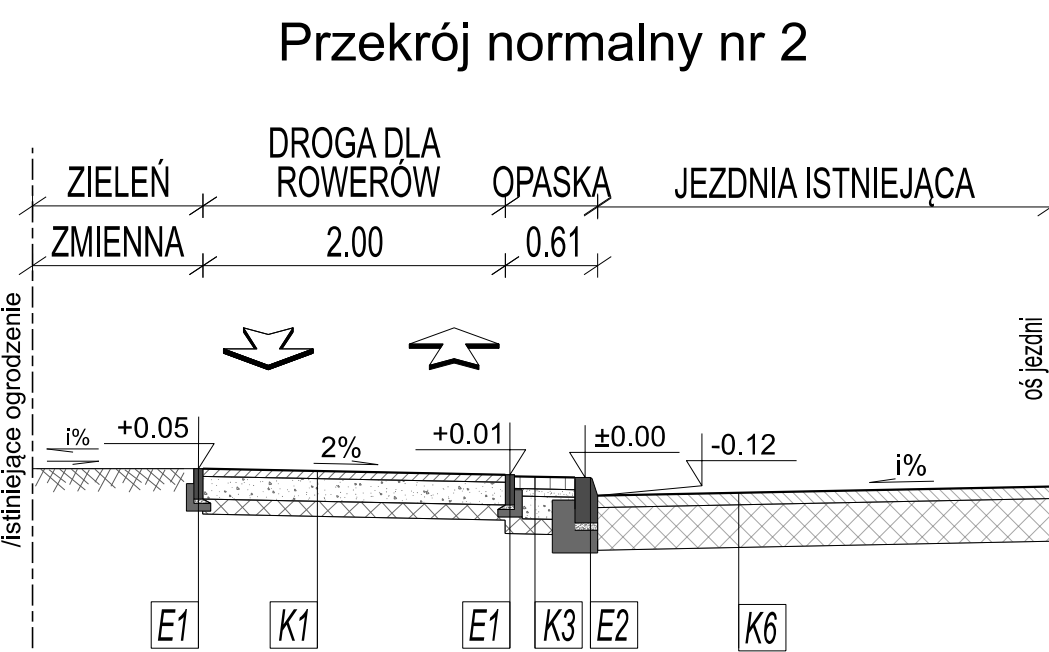 Przekrój normalny nr 2
ZIELEŃ
DROGA DLA
ROWERÓW
OPASKA
JEZDNIA ISTNIEJĄCA
ZMIENNA
2.00
0.61
/istniejące ogrodzenie
oś jezdni
i%
+0.05
2%
+0.01
±0.00
-0.12
i%
E1
K1
E1
K3
E2
K6